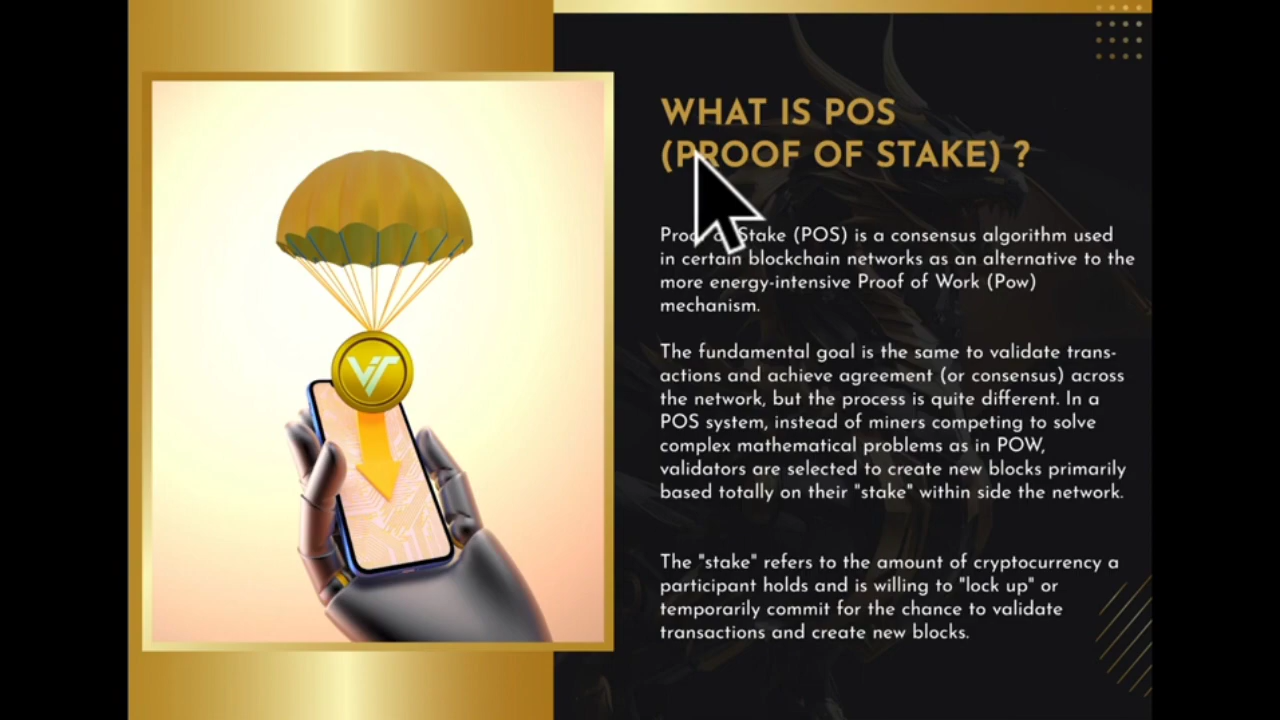 WHAT IS POS
(PROOF OF STAKE) ?
Stake (POS) is a consensus algorithm used
in certain blockchain networks as an alternative to the
more energy-intensive Proof of Work (Pow)
mechanism.
The fundamental goal is the same to validate trans-
actions and achieve agreement (or consensus) across
the network, but the process is quite different. In a
POS system, instead of miners competing to solve
complex mathematical problems as in POW,
validators are selected to create new blocks primarily
based totally on their "stake" within side the network.
The "stake" refers to the amount of cryptocurrency a
participant holds and is willing to "lock up" or
temporarily commit for the chance to validate
transactions and create new blocks.